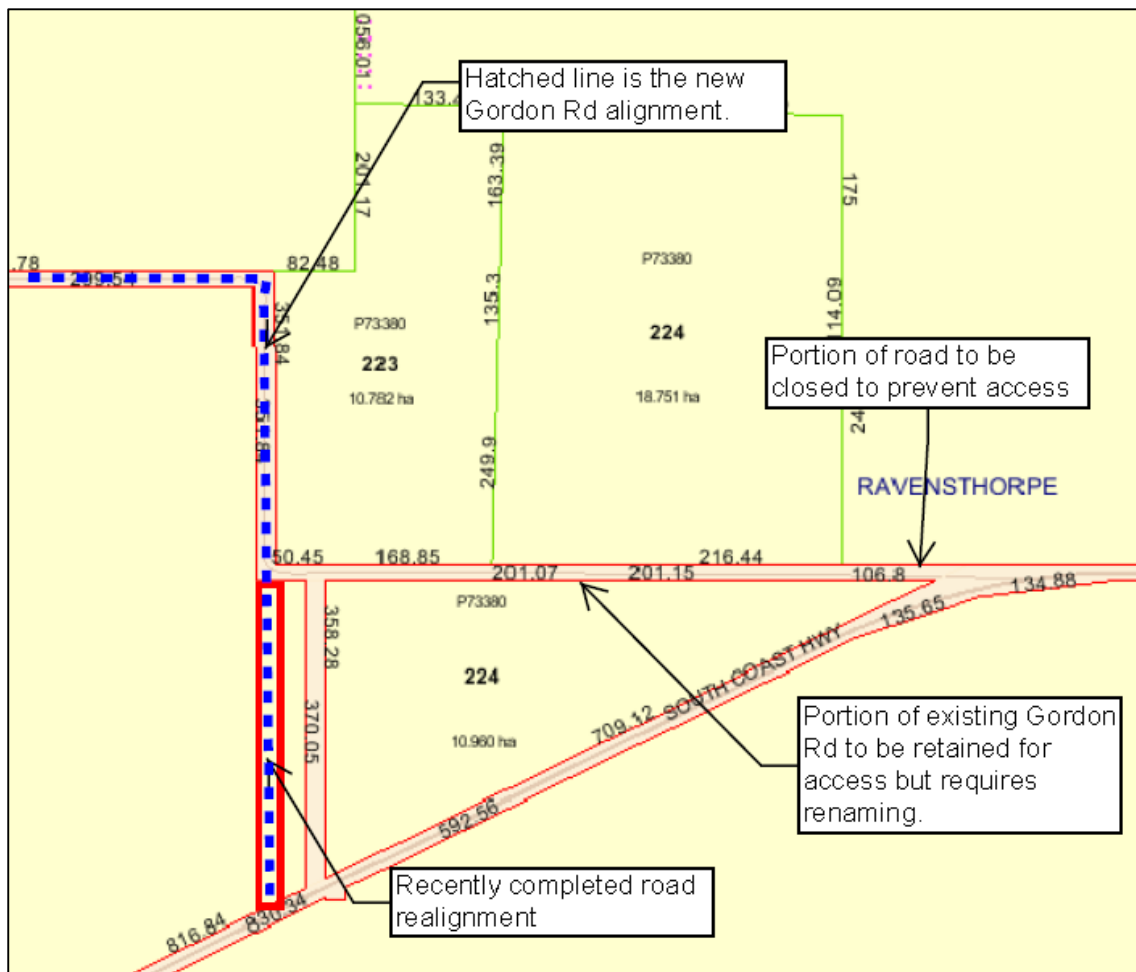 Hatched line is the new
Gordon Rd alignment.
201.17
163.39
175
.78
299.54
82.48
351.84
135.3
P73380
224
18.751 ha
114.09
P73380
223
10.782 ha
249.9
Portion of road to be
closed to prevent access
RAVENSTHORPE
50.45
168.85
216.44
201.07
201.15
106.8
134.88
135.65
P73380
224
10.960 ha
358.28
370.05
SOUTH COAST HWY
709.12
592.56
Portion of existing Gordon
Rd to be retained for
access but requires
renaming.
Recently completed road
realignment
816.84
830.34